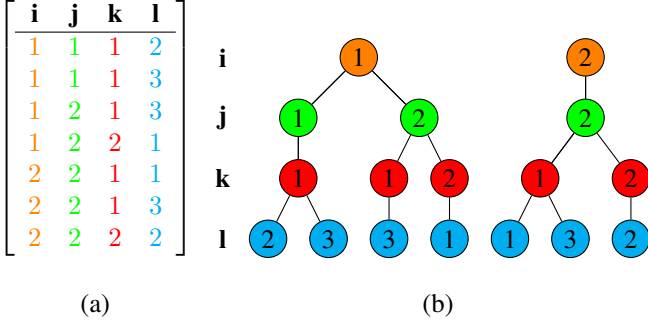 i j k l
1 1 1 2
1 1 1 3
1 2 1 3
1 2 2 1
2 2 1 1
2 2 1 3
2 2 2 2
(a)
i 1 2
j 1 2 2
k 1 1 2 1 2
l 2 3 3 1 1 3 2
(b)